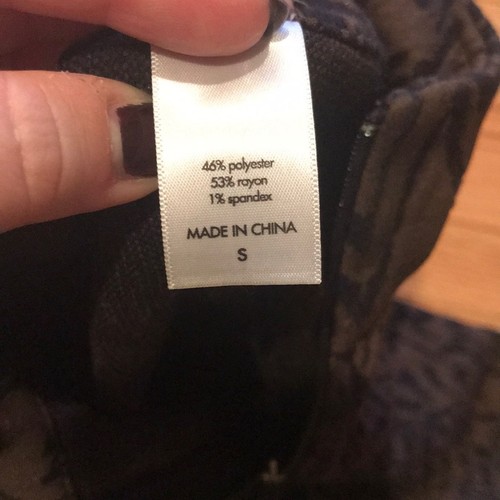 46% polyester
53% rayon
1% spandex
MADE IN CHINA
S